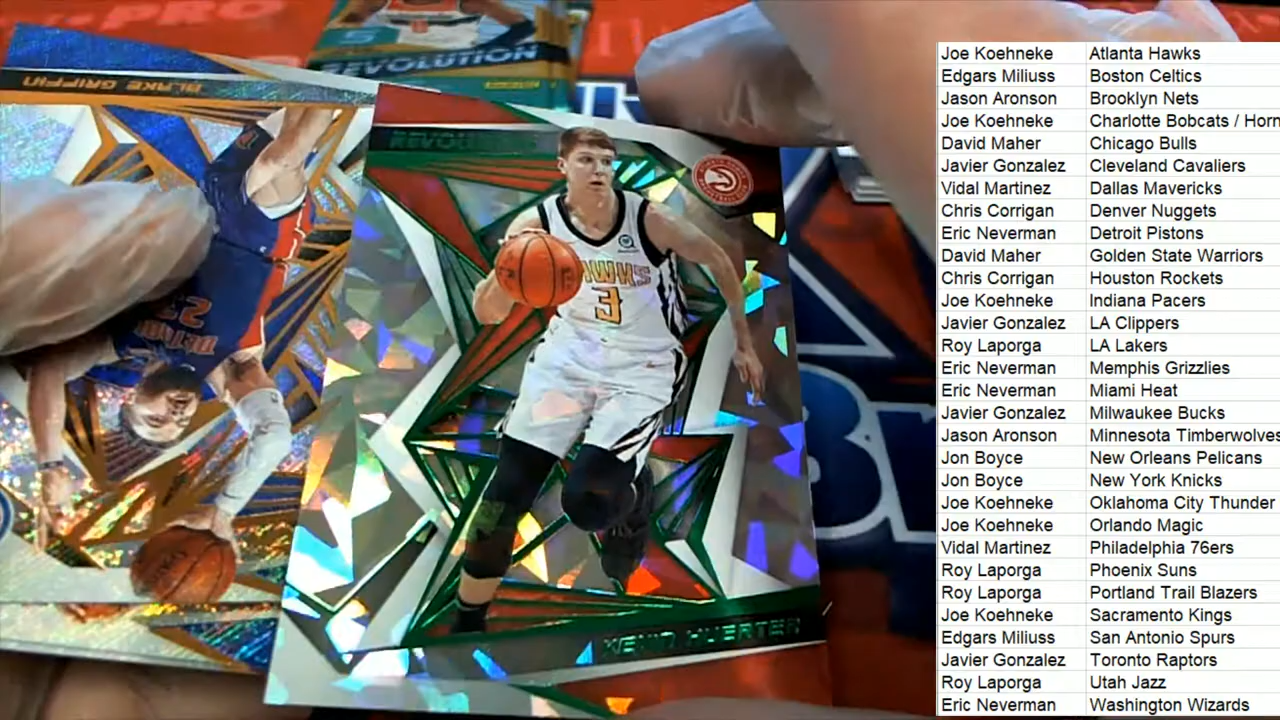 REVOLUTION
BLAKE GRIFFIN
DETROIT
23
REVOLUTION
HAWKS
3
KEVIN HUERTER
Joe Koehneke Atlanta Hawks
Edgars Miliuss Boston Celtics
Jason Aronson Brooklyn Nets
Joe Koehneke Charlotte Bobcats / Horn
David Maher Chicago Bulls
Javier Gonzalez Cleveland Cavaliers
Vidal Martinez Dallas Mavericks
Chris Corrigan Denver Nuggets
Eric Neverman Detroit Pistons
David Maher Golden State Warriors
Chris Corrigan Houston Rockets
Joe Koehneke Indiana Pacers
Javier Gonzalez LA Clippers
Roy Laporga LA Lakers
Eric Neverman Memphis Grizzlies
Eric Neverman Miami Heat
Javier Gonzalez Milwaukee Bucks
Jason Aronson Minnesota Timberwolves
Jon Boyce New Orleans Pelicans
Jon Boyce New York Knicks
Joe Koehneke Oklahoma City Thunder
Joe Koehneke Orlando Magic
Vidal Martinez Philadelphia 76ers
Roy Laporga Phoenix Suns
Roy Laporga Portland Trail Blazers
Joe Koehneke Sacramento Kings
Edgars Miliuss San Antonio Spurs
Javier Gonzalez Toronto Raptors
Roy Laporga Utah Jazz
Eric Neverman Washington Wizards